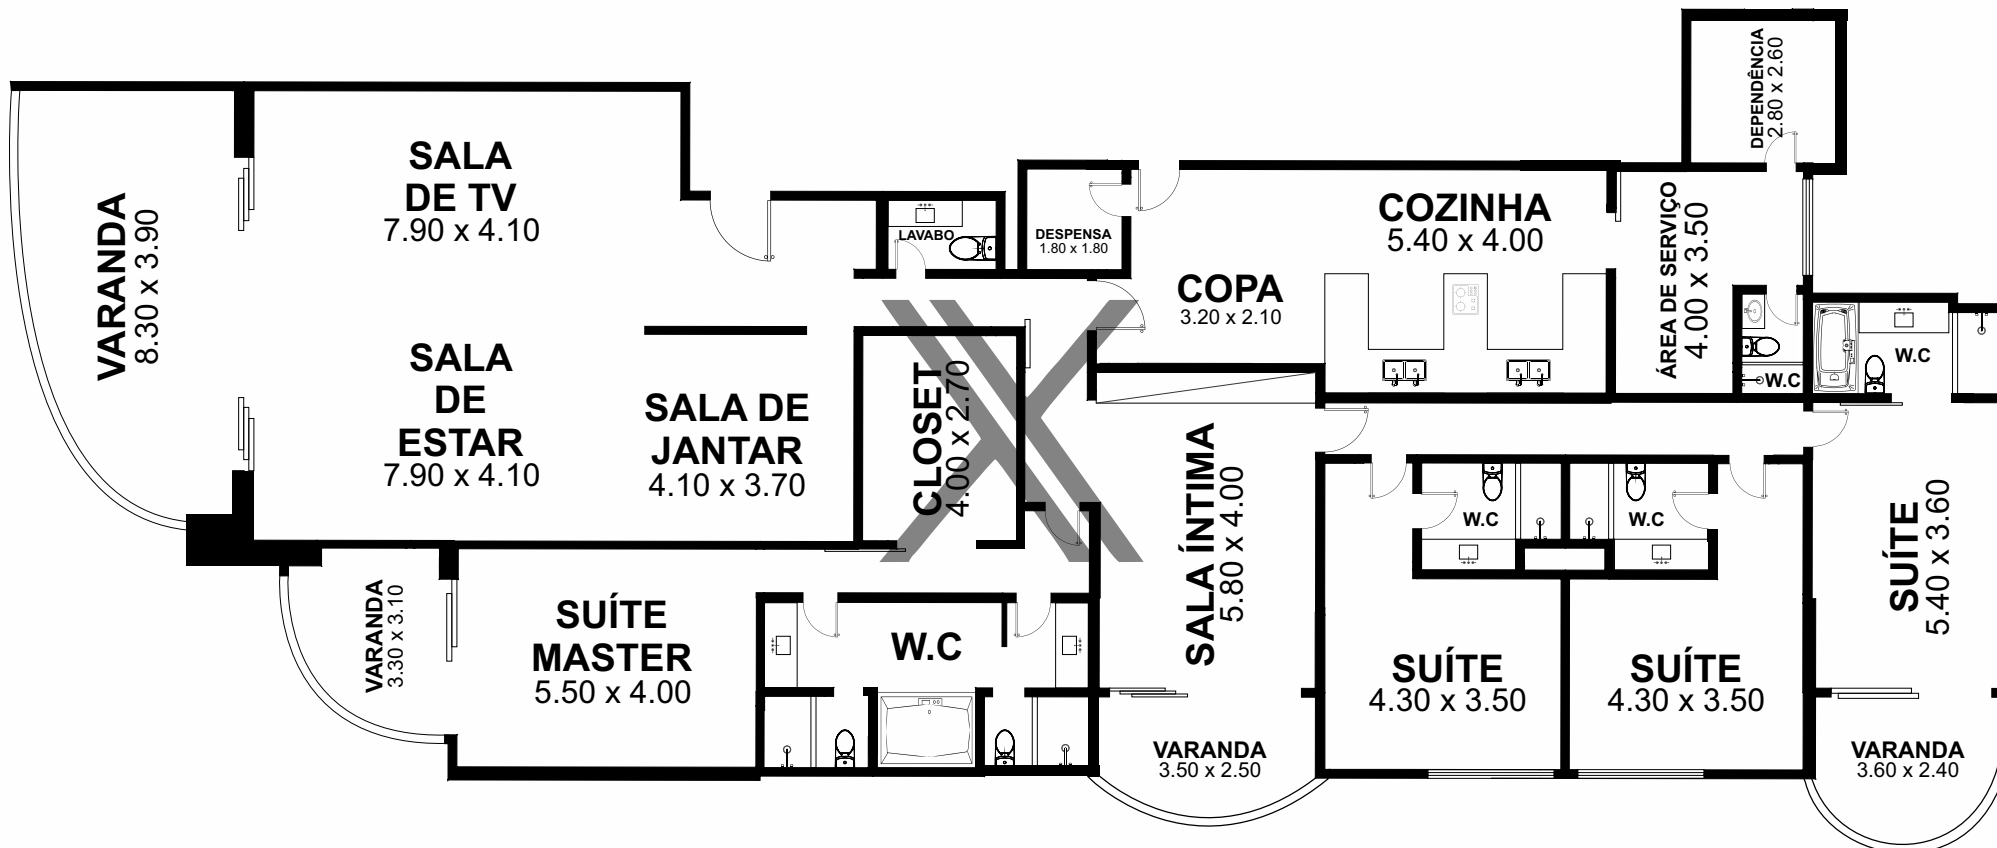 VARANDA
8.30 x 3.90
SALA
DE TV
7.90 x 4.10
SALA
DE
ESTAR
7.90 x 4.10
SALA DE
JANTAR
4.10 x 3.70
LAVABO
DESPENSA
1.80 x 1.80
COPA
3.20 x 2.10
COZINHA
5.40 x 4.00
ÁREA DE SERVIÇO
4.00 x 3.50
DEPENDÊNCIA
2.80 x 2.60
W.C
W.C
CLOSET
4.00 x 2.70
SALA ÍNTIMA
5.80 x 4.00
W.C
W.C
SUÍTE
5.40 x 3.60
VARANDA
3.30 x 3.10
SUÍTE
MASTER
5.50 x 4.00
W.C
SUÍTE
4.30 x 3.50
SUÍTE
4.30 x 3.50
VARANDA
3.50 x 2.50
VARANDA
3.60 x 2.40